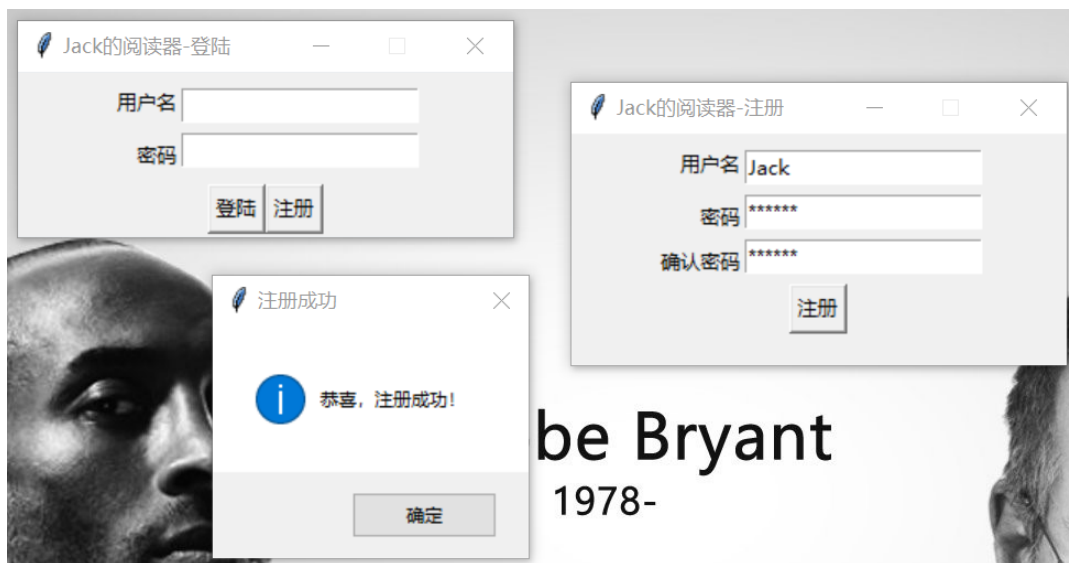 Jack的阅读器-登陆
用户名
密码
登陆 注册
Jack的阅读器-注册
用户名 Jack
密码 ******
确认密码 ******
注册
注册成功
i
恭喜，注册成功！
确定
be Bryant
1978-